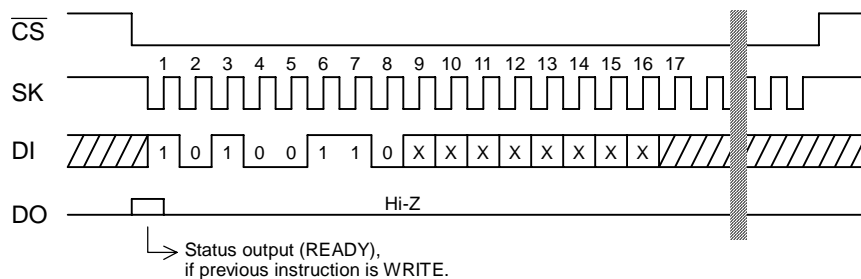 CS
1 2 3 4 5 6 7 8 9 10 11 12 13 14 15 16 17
SK
DI 1 0 1 0 0 1 1 0 X X X X X X X X
DO Hi-Z
Status output (READY),
if previous instruction is WRITE.